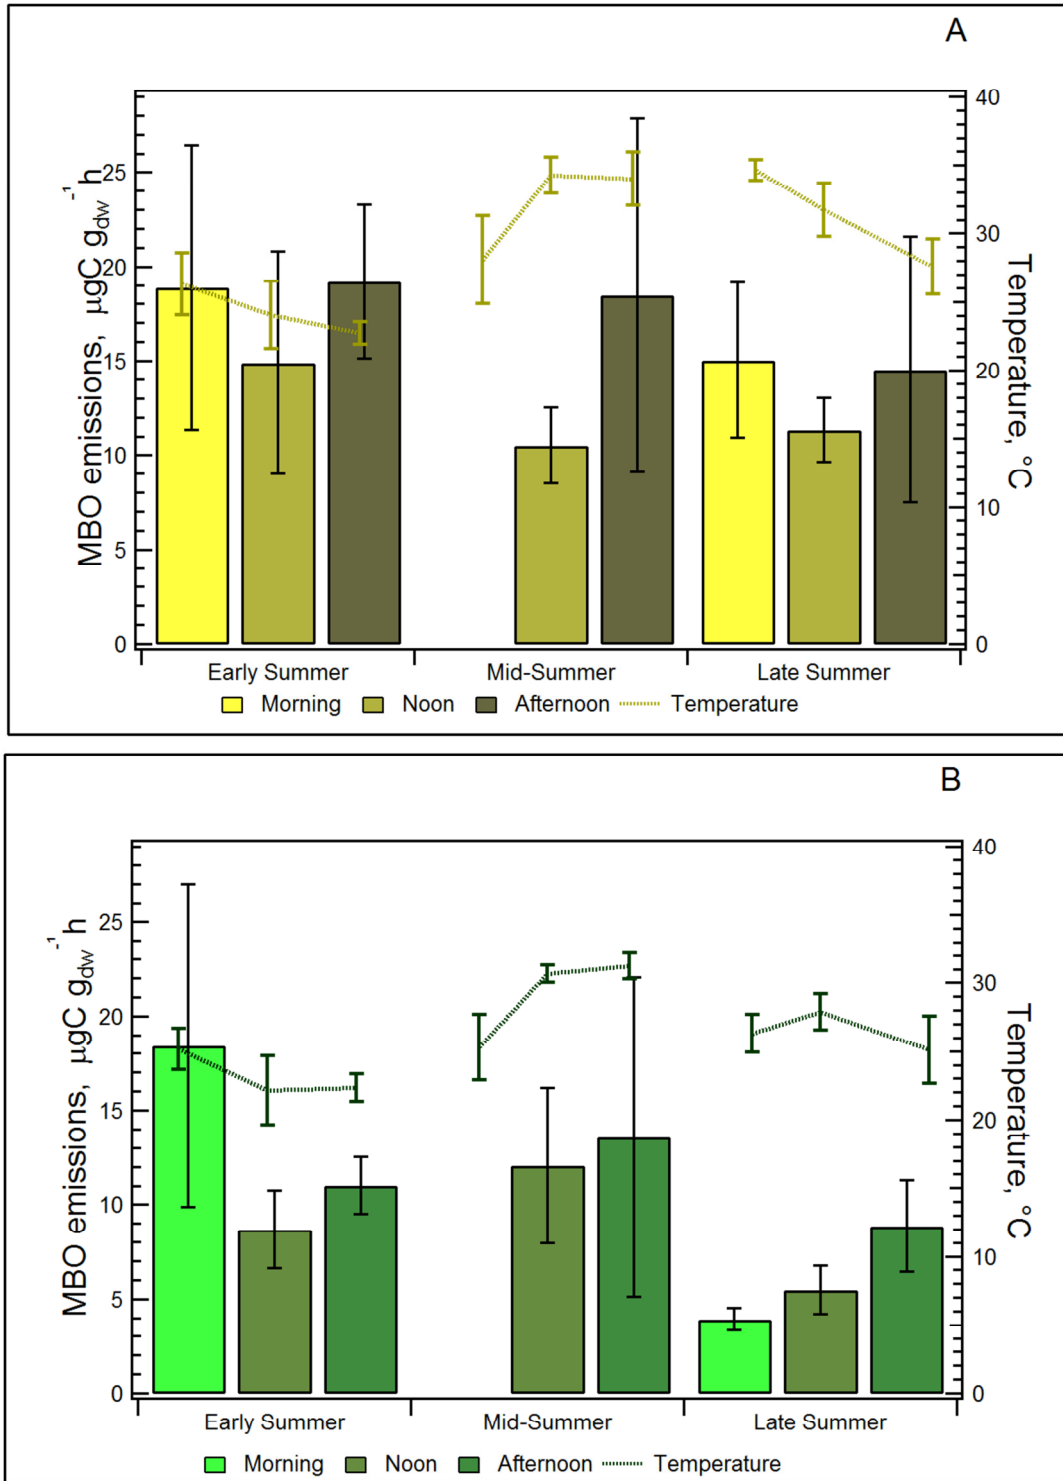 A
MBO emissions, µgC gdw-1 h
25
20
15
10
5
0
40
30
20
10
0
Temperature, °C
Early Summer Mid-Summer Late Summer
Morning Noon Afternoon Temperature
B
MBO emissions, µgC gdw-1 h
25
20
15
10
5
0
40
30
20
10
0
Temperature, °C
Early Summer Mid-Summer Late Summer
Morning Noon Afternoon Temperature